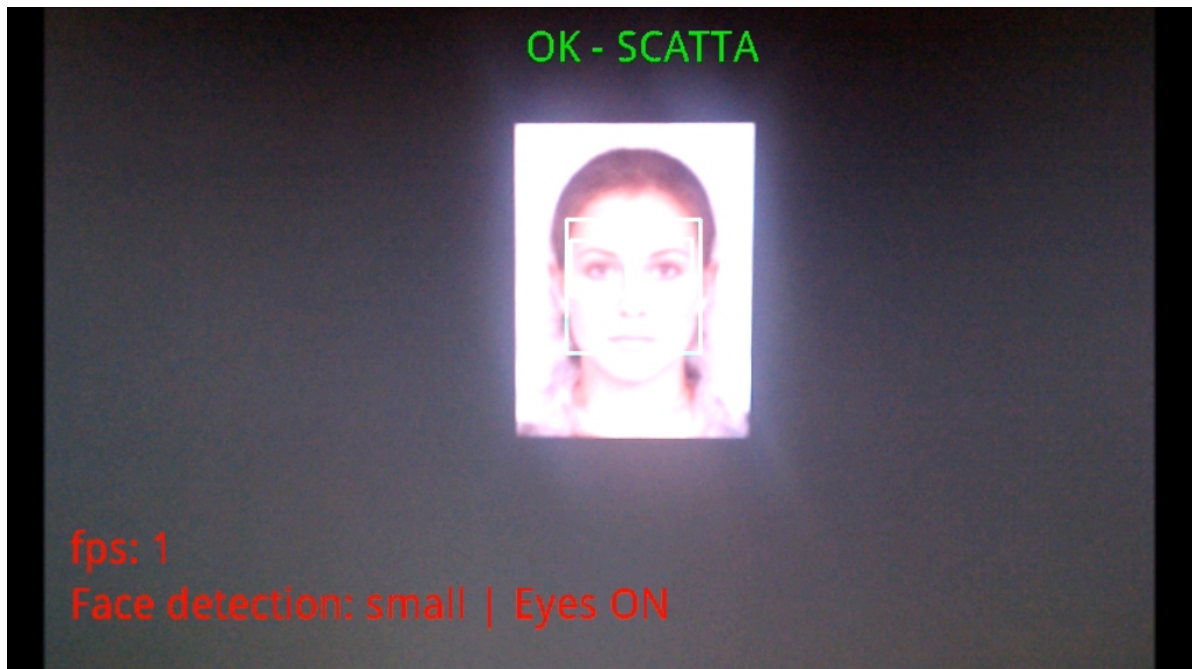 OK - SCATTA
fps: 1
Face detection: small | Eyes ON